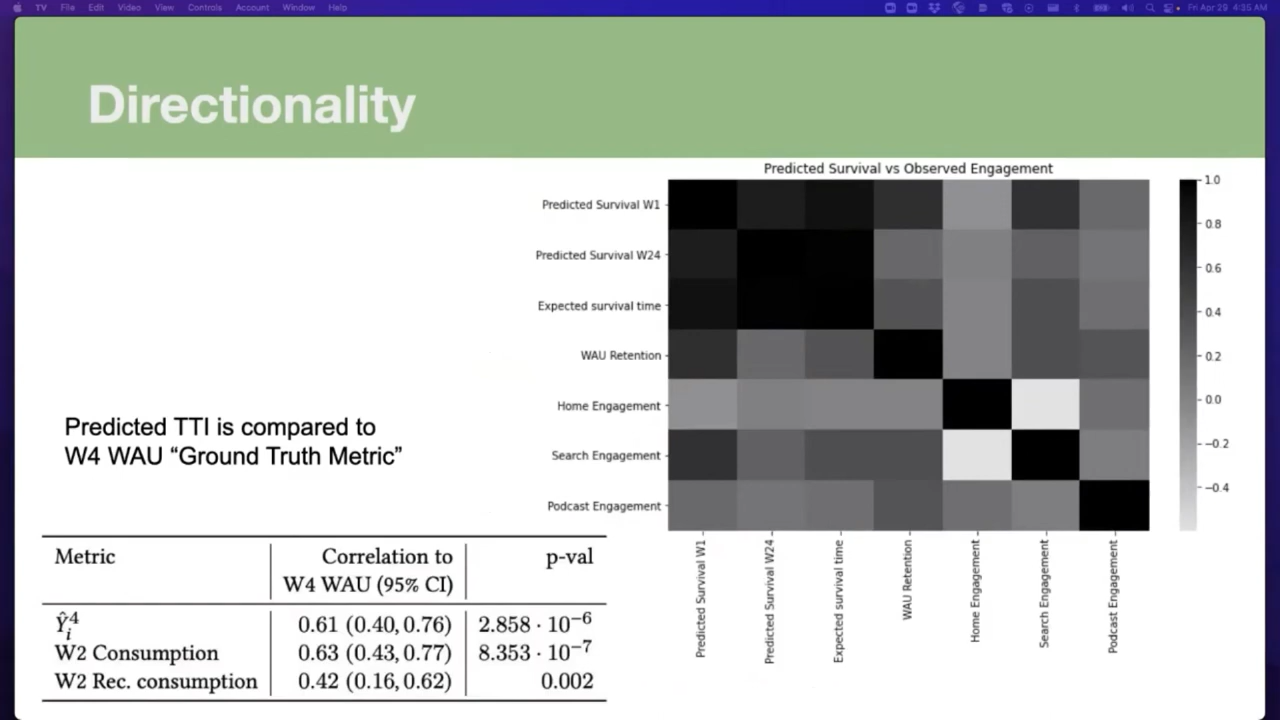 TV File Edit Video View Controls Account Window Help Fri Apr 29 4:35 AM
Directionality
Predicted Survival vs Observed Engagement
Predicted Survival W1
Predicted Survival W24
Expected survival time
WAU Retention
Home Engagement
Search Engagement
Podcast Engagement
1.0
0.8
0.6
0.4
0.2
0.0
−0.2
−0.4
Predicted Survival W1
Predicted Survival W24
Expected survival time
WAU Retention
Home Engagement
Search Engagement
Podcast Engagement
Predicted TTI is compared to
W4 WAU “Ground Truth Metric”
Metric Correlation to p-val
W4 WAU (95% CI)
Ŷᵢ⁴ 0.61 (0.40, 0.76) 2.858 · 10⁻⁶
W2 Consumption 0.63 (0.43, 0.77) 8.353 · 10⁻⁷
W2 Rec. consumption 0.42 (0.16, 0.62) 0.002